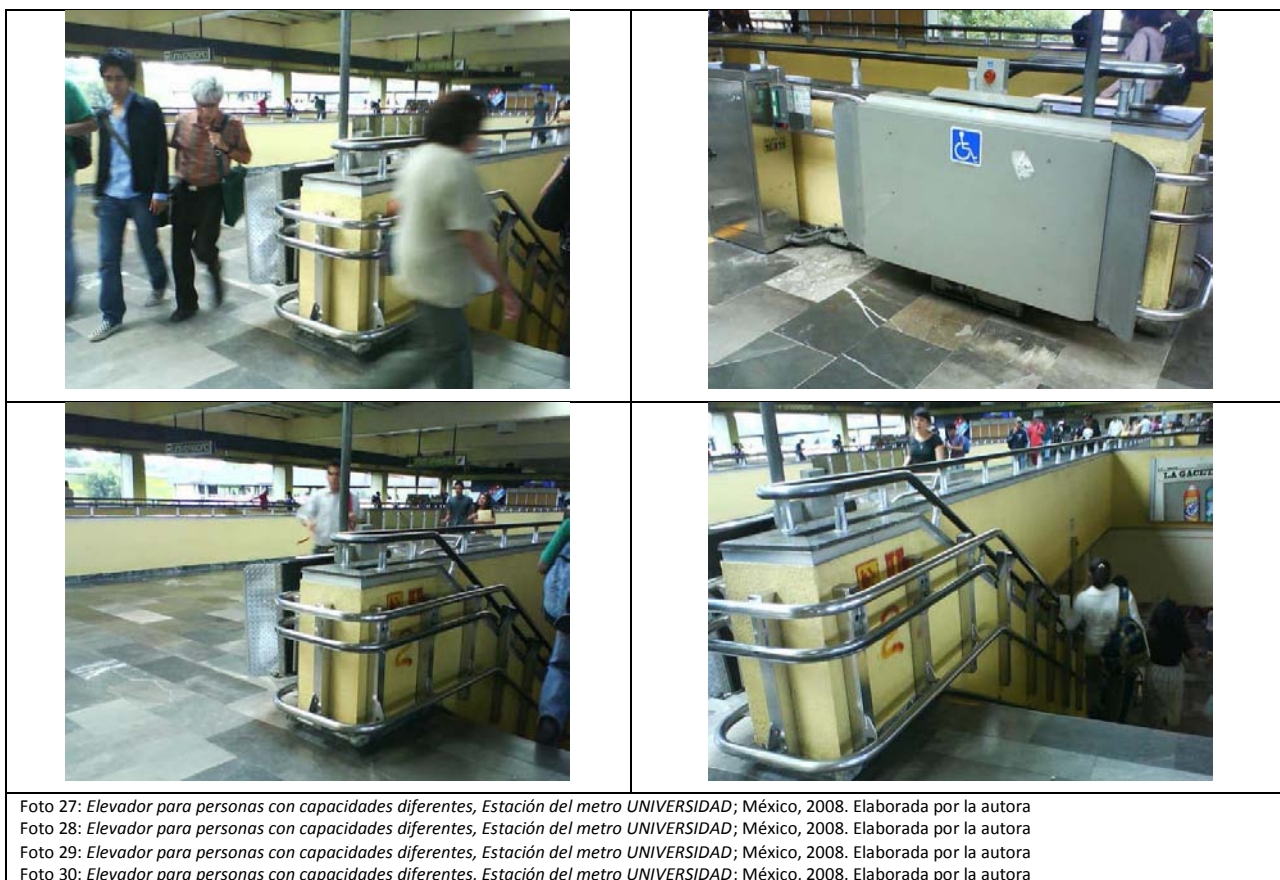 LA GACET
Foto 27: Elevador para personas con capacidades diferentes, Estación del metro UNIVERSIDAD; México, 2008. Elaborada por la autora
Foto 28: Elevador para personas con capacidades diferentes, Estación del metro UNIVERSIDAD; México, 2008. Elaborada por la autora
Foto 29: Elevador para personas con capacidades diferentes, Estación del metro UNIVERSIDAD; México, 2008. Elaborada por la autora
Foto 30: Elevador para personas con capacidades diferentes, Estación del metro UNIVERSIDAD; México, 2008. Elaborada por la autora